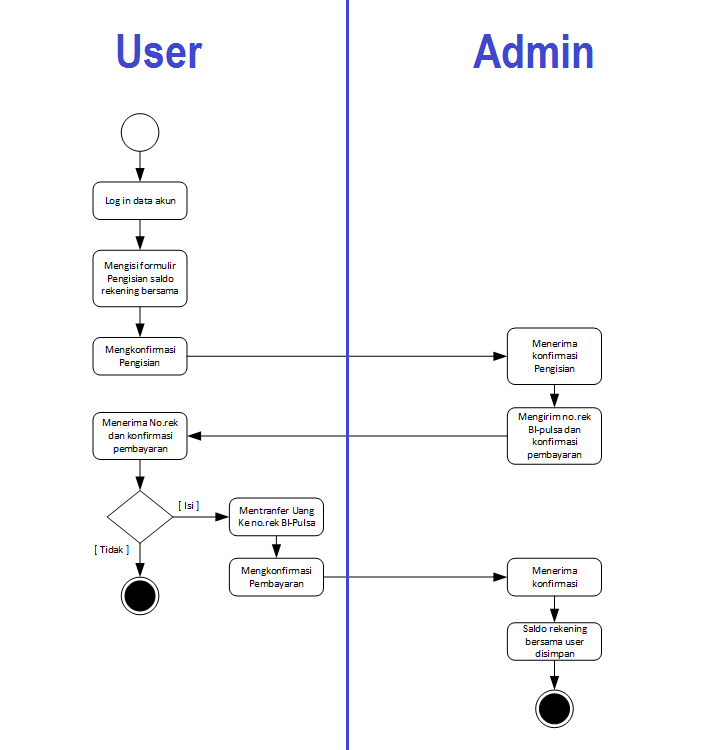 User
Admin
Log in data akun
Mengisi formulir
Pengisian saldo
rekening bersama
Mengkonfirmasi
Pengisian
Menerima
konfirmasi
Pengisian
Menerima No.rek
dan konfirmasi
pembayaran
Mengirim no.rek
BI-pulsa dan
konfirmasi
pembayaran
[ Isi ]
[ Tidak ]
Mentranfer Uang
Ke no.rek BI-Pulsa
Mengkonfirmasi
Pembayaran
Menerima
konfirmasi
Saldo rekening
bersama user
disimpan